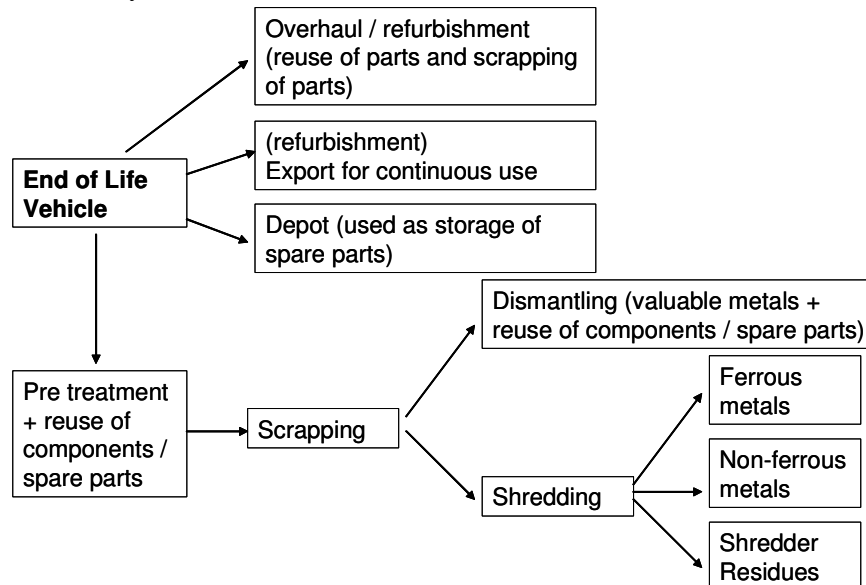 Overhaul / refurbishment
(reuse of parts and scrapping
of parts)
(refurbishment)
Export for continuous use
End of Life
Vehicle
Depot (used as storage of
spare parts)
Dismantling (valuable metals +
reuse of components / spare parts)
Pre treatment
+ reuse of
components /
spare parts
Scrapping
Ferrous
metals
Non-ferrous
metals
Shredding
Shredder
Residues